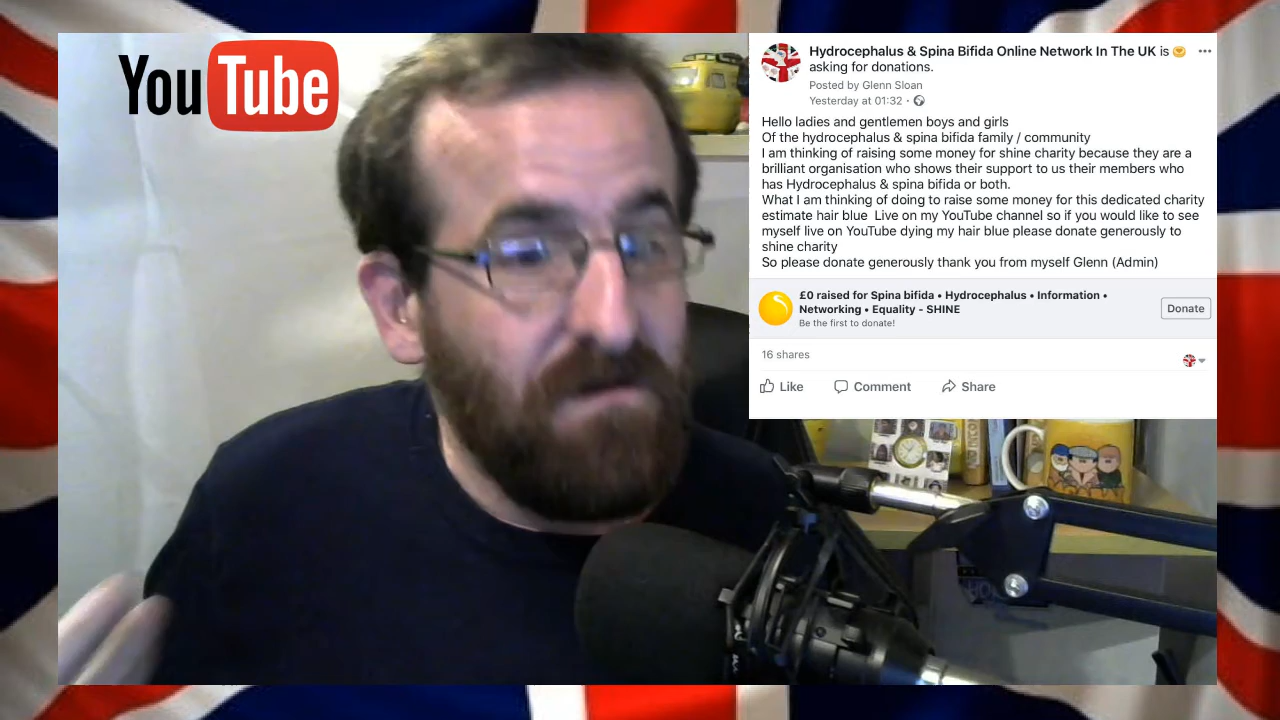 YouTube
Hydrocephalus & Spina Bifida Online Network In The UK is
asking for donations.
Posted by Glenn Sloan
Yesterday at 01:32 ·
Hello ladies and gentlemen boys and girls
Of the hydrocephalus & spina bifida family / community
I am thinking of raising some money for shine charity because they are a
brilliant organisation who shows their support to us their members who
has Hydrocephalus & spina bifida or both.
What I am thinking of doing to raise some money for this dedicated charity
estimate hair blue  Live on my YouTube channel so if you would like to see
myself live on YouTube dying my hair blue please donate generously to
shine charity
So please donate generously thank you from myself Glenn (Admin)
£0 raised for Spina bifida • Hydrocephalus • Information •
Networking • Equality - SHINE
Be the first to donate!
Donate
16 shares
Like Comment Share